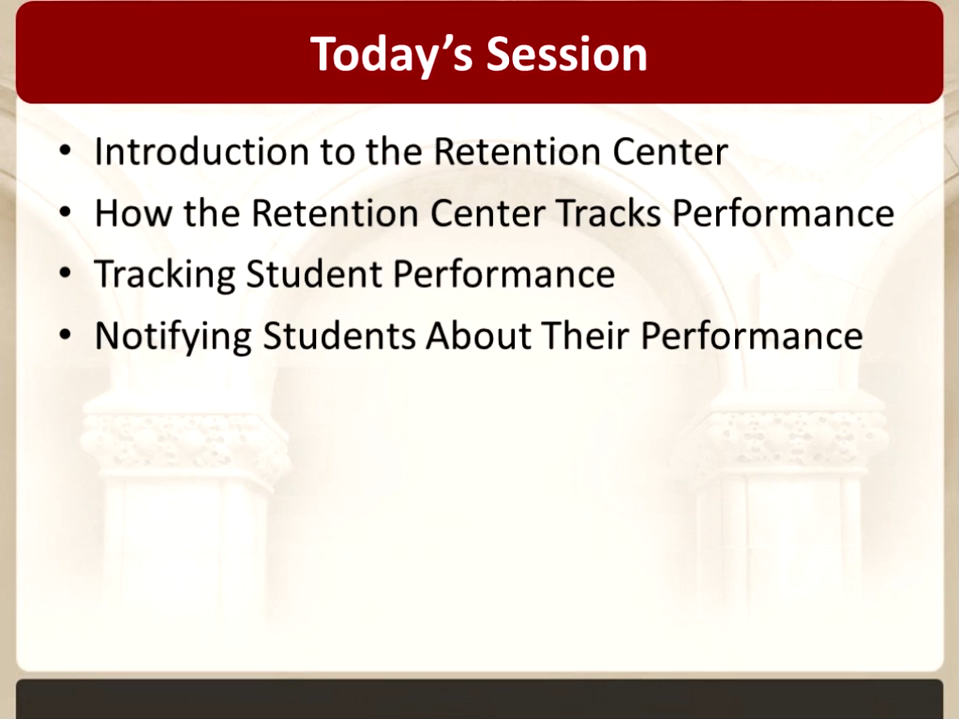 Today’s Session
• Introduction to the Retention Center
• How the Retention Center Tracks Performance
• Tracking Student Performance
• Notifying Students About Their Performance